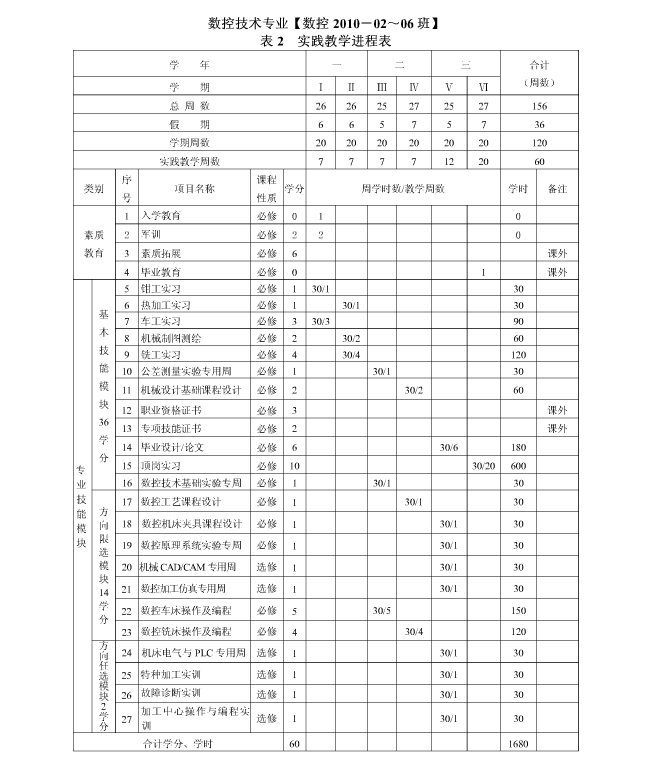 数控技术专业【数控 2010－02～06 班】
表 2 实践教学进程表
学 年 一 二 三 合计（周数）
学 期 Ⅰ Ⅱ Ⅲ Ⅳ Ⅴ Ⅵ
总 周 数 26 26 25 27 25 27 156
假 期 6 6 5 7 5 7 36
学期周数 20 20 20 20 20 20 120
实践教学周数 7 7 7 7 12 20 60
类别 序号 项目名称 课程性质 学分 周学时数/教学周数 学时 备注
素质教育
1 入学教育 必修 0 1 0
2 军训 必修 2 2 0
3 素质拓展 必修 6 课外
4 毕业教育 必修 0 1 课外
专业技能模块
基本技能模块36学分
5 钳工实习 必修 1 30/1 30
6 热加工实习 必修 1 30/1 30
7 车工实习 必修 3 30/3 90
8 机械制图测绘 必修 2 30/2 60
9 铣工实习 必修 4 30/4 120
10 公差测量实验专用周 必修 1 30/1 30
11 机械设计基础课程设计 必修 2 30/2 60
12 职业资格证书 必修 3 课外
13 专项技能证书 必修 2 课外
14 毕业设计/论文 必修 6 30/6 180
15 顶岗实习 必修 10 30/20 600
16 数控技术基础实验专周 必修 1 30/1 30
方向限选模块14学分
17 数控工艺课程设计 必修 1 30/1 30
18 数控机床夹具课程设计 必修 1 30/1 30
19 数控原理系统实验专周 必修 1 30/1 30
20 机械 CAD/CAM 专用周 选修 1 30/1 30
21 数控加工仿真专用周 选修 1 30/1 30
22 数控车床操作及编程 必修 5 30/5 150
23 数控铣床操作及编程 必修 4 30/4 120
方向任选模块2学分
24 机床电气与 PLC 专用周 选修 1 30/1 30
25 特种加工实训 选修 1 30/1 30
26 故障诊断实训 选修 1 30/1 30
27 加工中心操作与编程实训 选修 1 30/1 30
合计学分、学时 60 1680